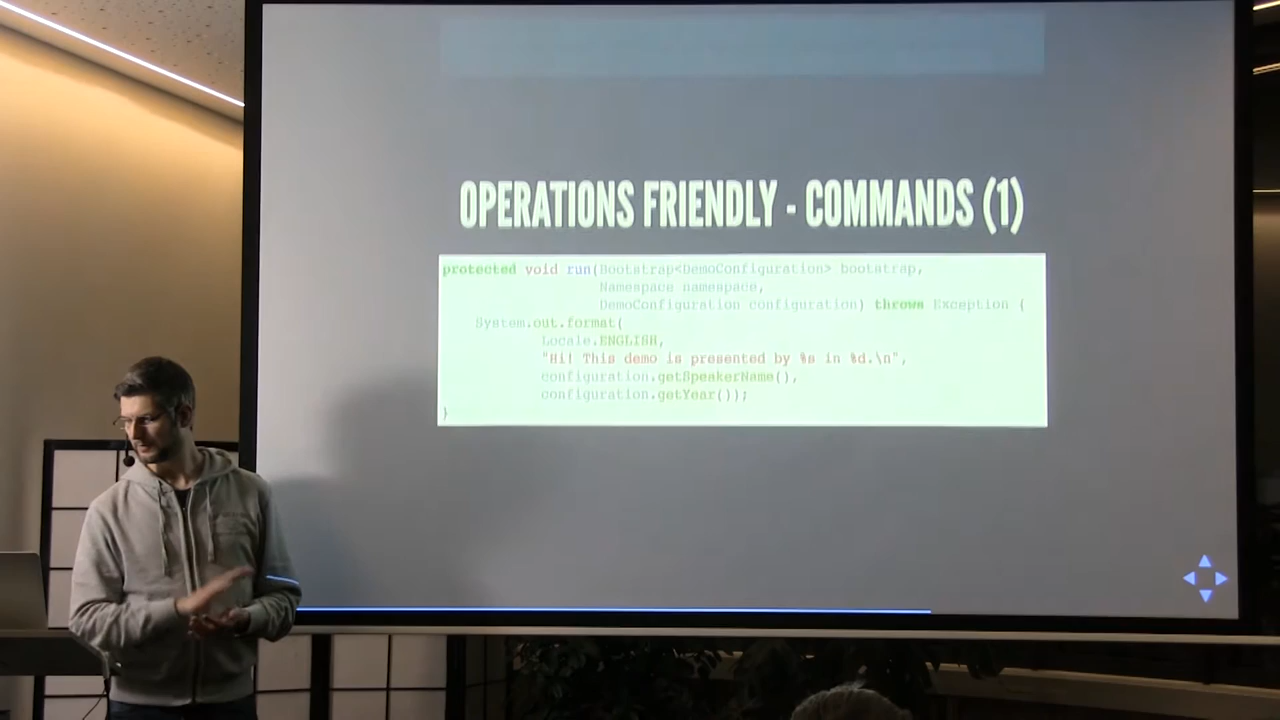 OPERATIONS FRIENDLY - COMMANDS (1)
protected void run(Bootstrap<DemoConfiguration> bootstrap,
Namespace namespace,
DemoConfiguration configuration) throws Exception {
System.out.format(
Locale.ENGLISH,
"Hi! This demo is presented by %s in %d.\n",
configuration.getSpeakerName(),
configuration.getYear());
}